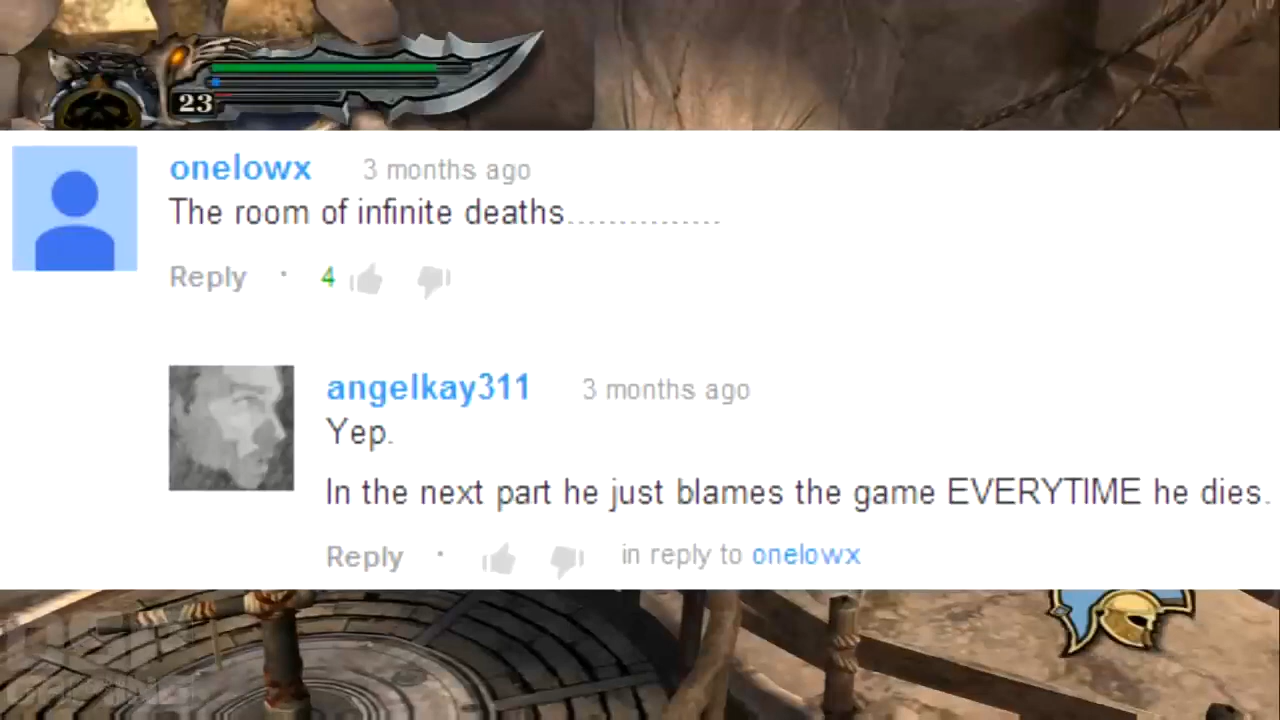 23
onelowx 3 months ago
The room of infinite deaths...............
Reply · 4
angelkay311 3 months ago
Yep.
In the next part he just blames the game EVERYTIME he dies.
Reply · in reply to onelowx
GAMING